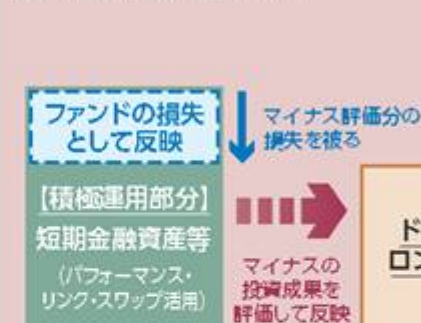 ファンドの損失
として反映
マイナス評価分の
損失を被る
【積極運用部分】
短期金融資産等
(パフォーマンス・
リンク・スワップ活用)
マイナスの
投資成果を
評価して反映
ド
ロン